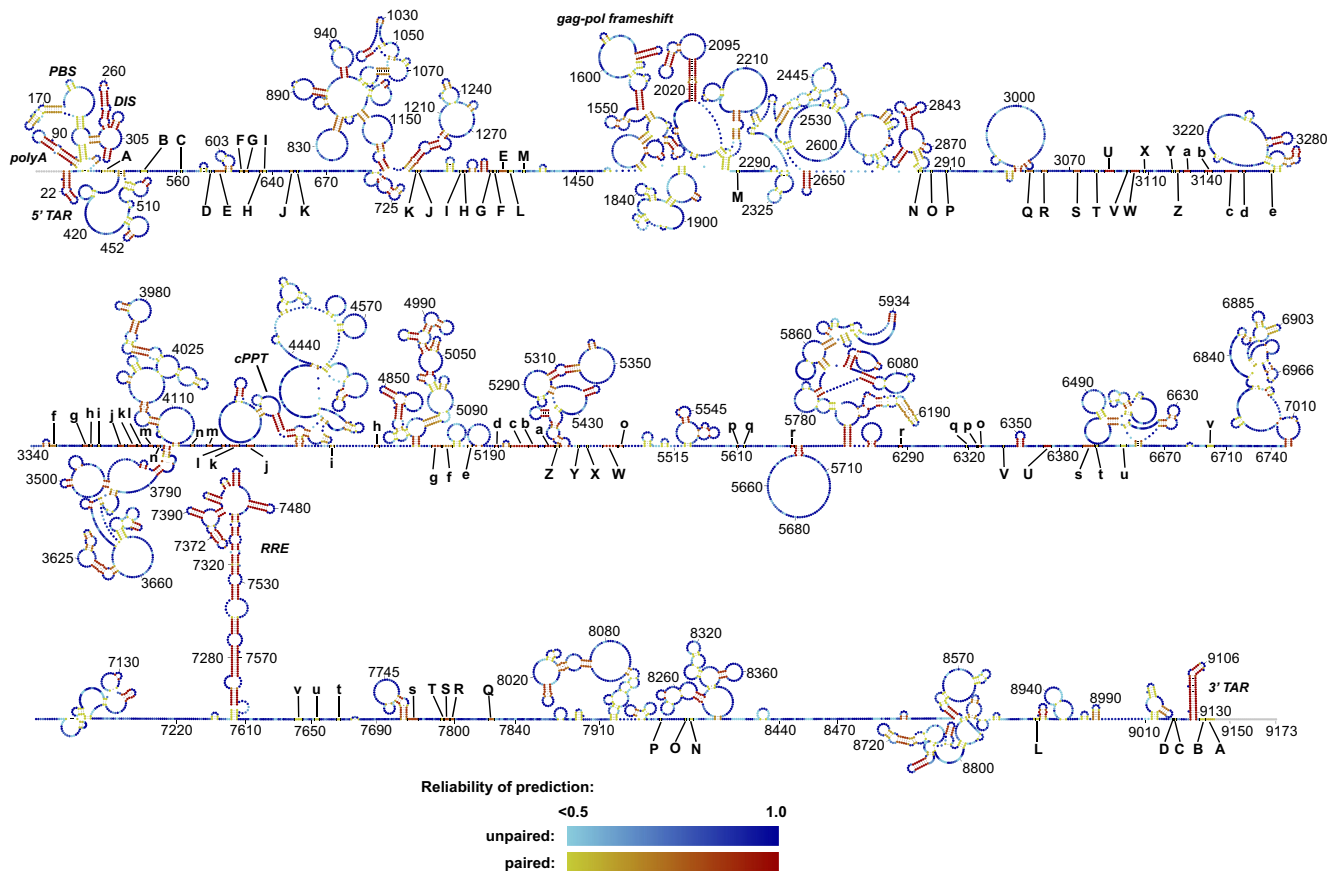 1030
940
1050
gag-pol frameshift
2095
2210
PBS
260
1070
1600
2445
170
DIS
890
1240
2020
2843
3000
1210
1550
2530
3220
90
305
1150
1270
2600
2870
3280
polyA
A
B
C
603
F
G
I
830
E
M
2290
2910
3070
U
X
Y
a
b
560
640
670
1450
2650
3110
3140
22
510
D
E
H
J
K
725
K
J
I
H
G
F
L
1840
M
2325
N
O
P
Q
R
S
T
V
W
Z
c
d
e
5' TAR
420
452
1900
3980
4570
4990
5934
6885
6903
4025
cPPT
4440
5050
5310
5350
5860
6080
6840
6966
4110
4850
5290
6490
6630
7010
5090
5430
5545
5780
6190
6350
f
g
h
i
j
k
l
m
n
n
m
h
d
c
b
a
o
p
q
r
r
q
p
o
v
3340
l
k
j
i
g
f
e
5190
Z
Y
X
W
5515
5610
5710
6290
6320
V
U
6380
s
t
u
6670
6710
6740
3500
3790
5660
5680
7390
7480
3625
3660
7372
RRE
7320
7530
7280
7570
7130
7745
8020
8080
8260
8320
8360
8570
8940
8990
9106
3' TAR
v
u
t
s
T
S
R
Q
9130
7220
7610
7650
7690
7800
7840
7910
P
O
N
8440
8470
8720
8800
L
9010
D
C
B
A
9150
9173
Reliability of prediction:
<0.5
1.0
unpaired:
paired: